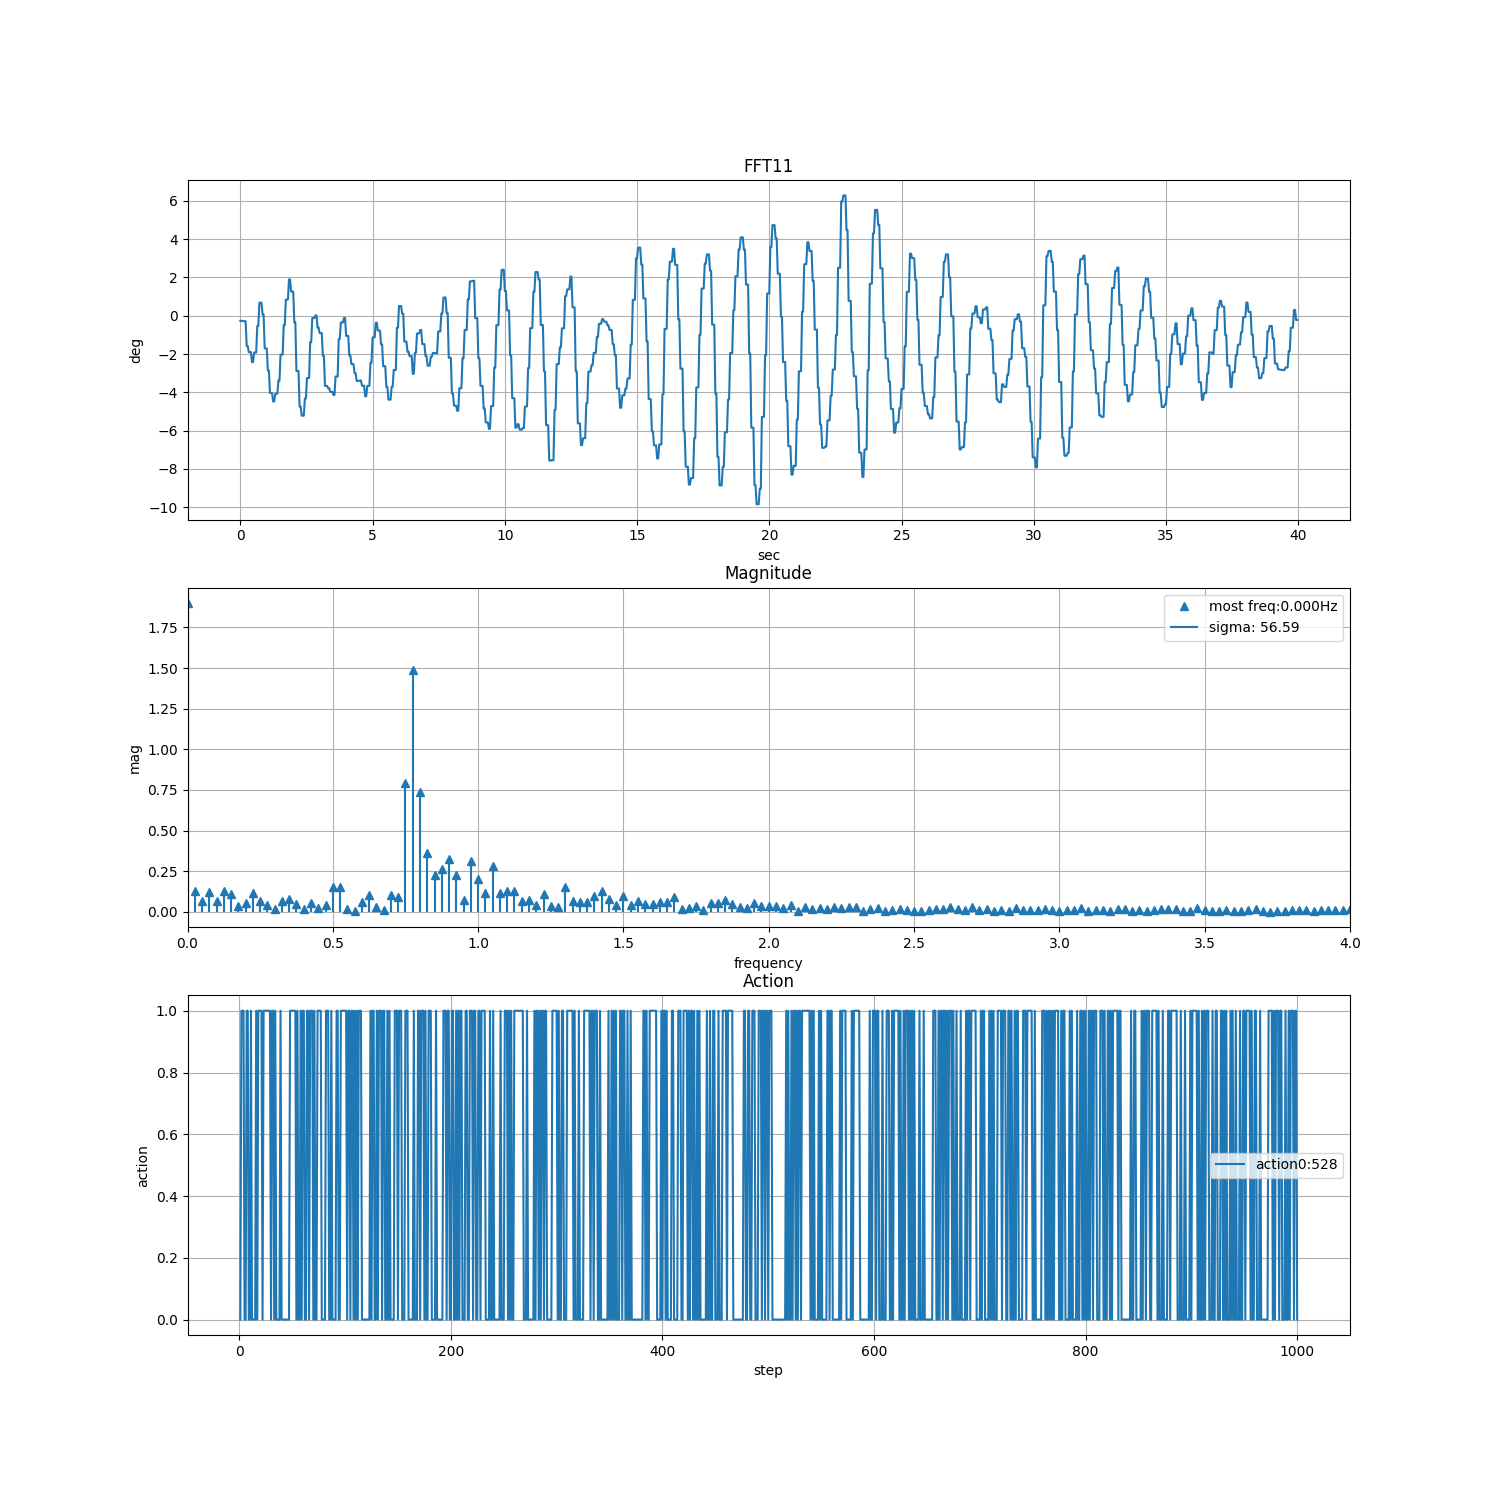 FFT11
6
4
2
0
−2
−4
−6
−8
−10
deg
0 5 10 15 20 25 30 35 40
sec
Magnitude
most freq:0.000Hz
sigma: 56.59
1.75
1.50
1.25
1.00
0.75
0.50
0.25
0.00
mag
0.0 0.5 1.0 1.5 2.0 2.5 3.0 3.5 4.0
frequency
Action
1.0
0.8
0.6
0.4
0.2
0.0
action
action0:528
0 200 400 600 800 1000
step